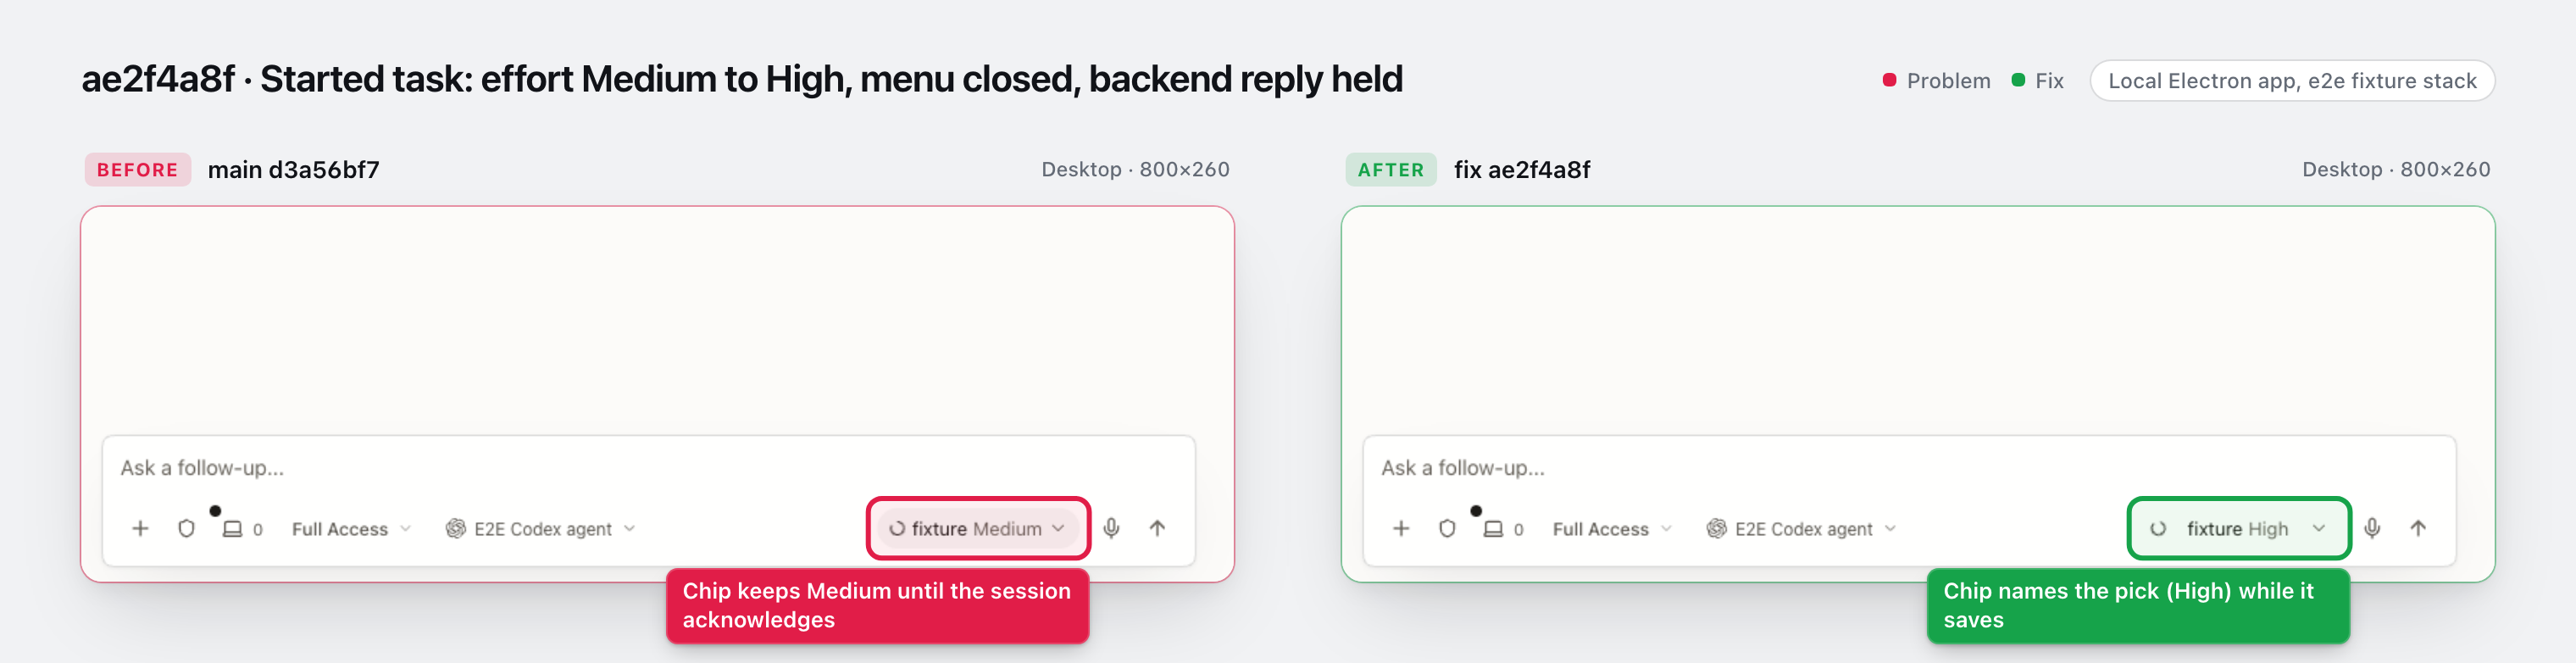 ae2f4a8f · Started task: effort Medium to High, menu closed, backend reply held
Problem
Fix
Local Electron app, e2e fixture stack
BEFORE
main d3a56bf7
Desktop · 800×260
AFTER
fix ae2f4a8f
Desktop · 800×260
Ask a follow-up...
0
Full Access
E2E Codex agent
fixture Medium
Chip keeps Medium until the session
acknowledges
Ask a follow-up...
0
Full Access
E2E Codex agent
fixture High
Chip names the pick (High) while it
saves